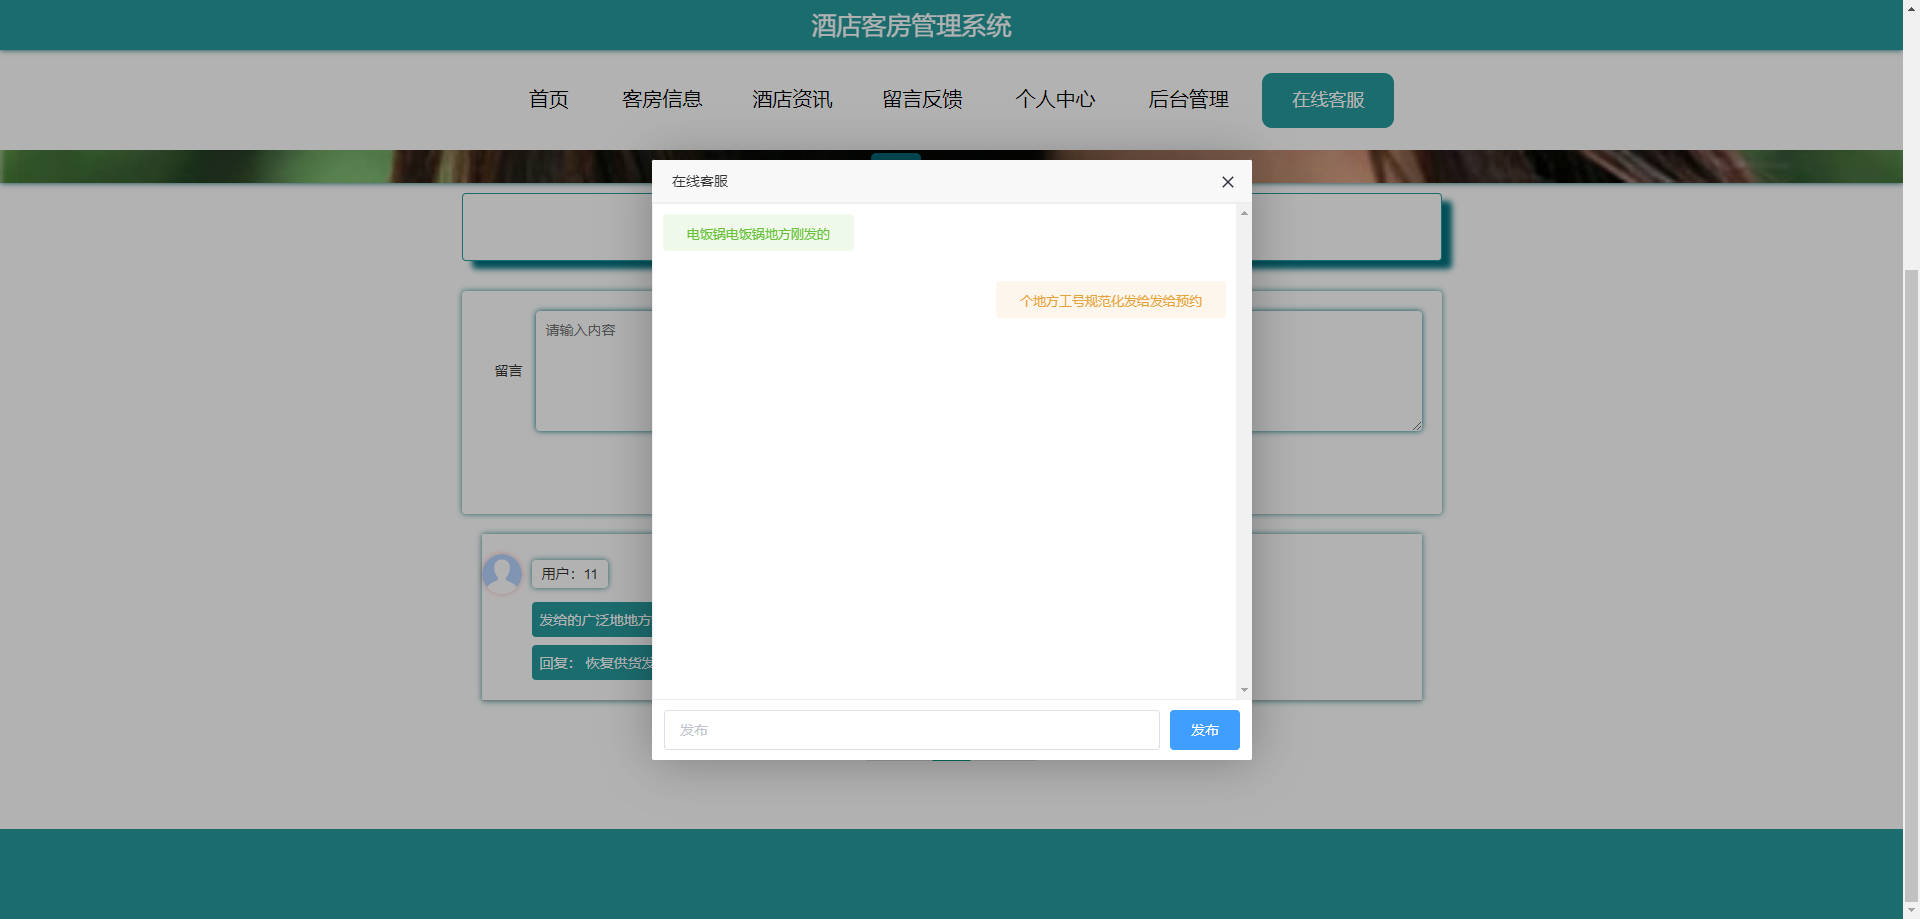 酒店客房管理系统
首页 客房信息 酒店资讯 留言反馈 个人中心 后台管理 在线客服
在线客服
电饭锅电饭锅地方刚发的
个地方工号规范化发给发给预约
请输入内容
留言
用户：11
发给的广泛地地方
回复： 恢复供货发
发布 发布